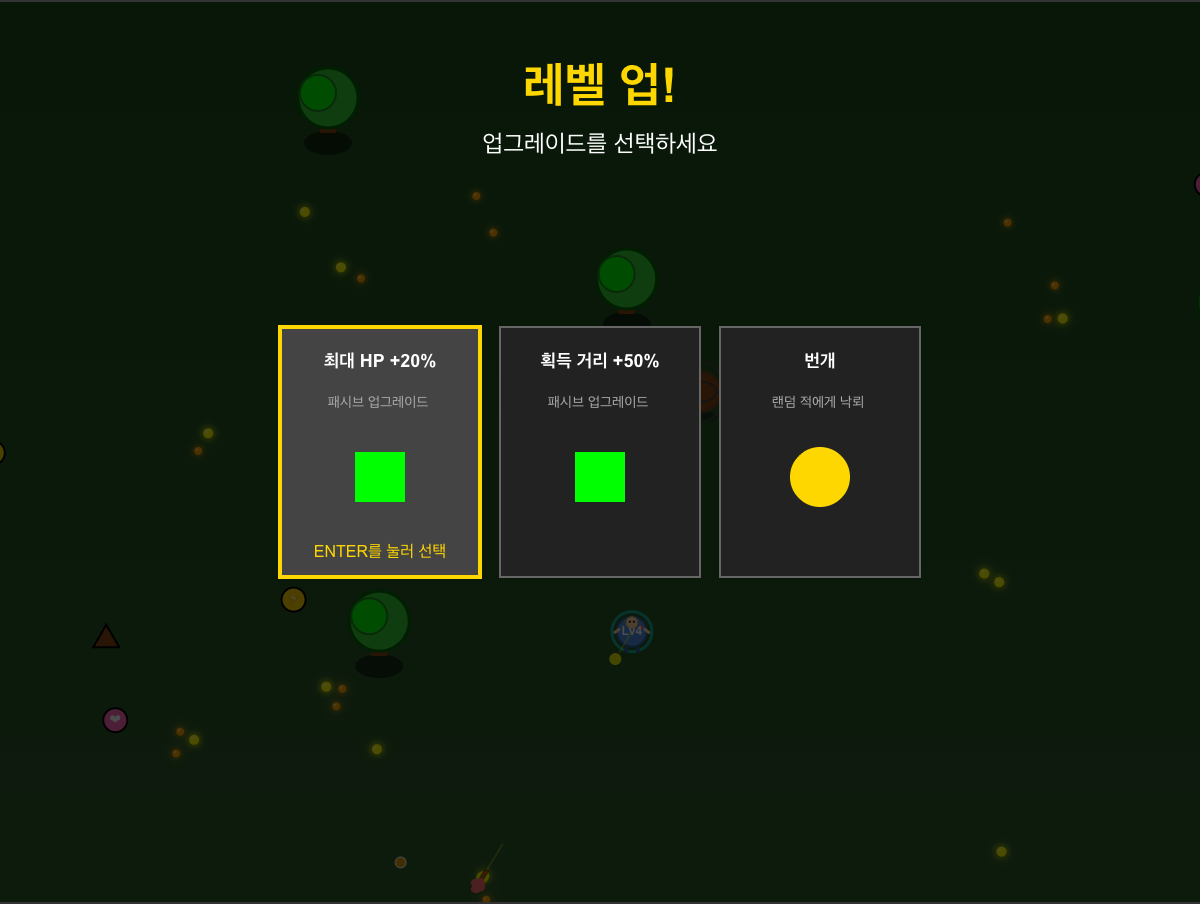 레벨 업!
업그레이드를 선택하세요
최대 HP +20%
패시브 업그레이드
ENTER를 눌러 선택
획득 거리 +50%
패시브 업그레이드
번개
랜덤 적에게 낙뢰
LV4